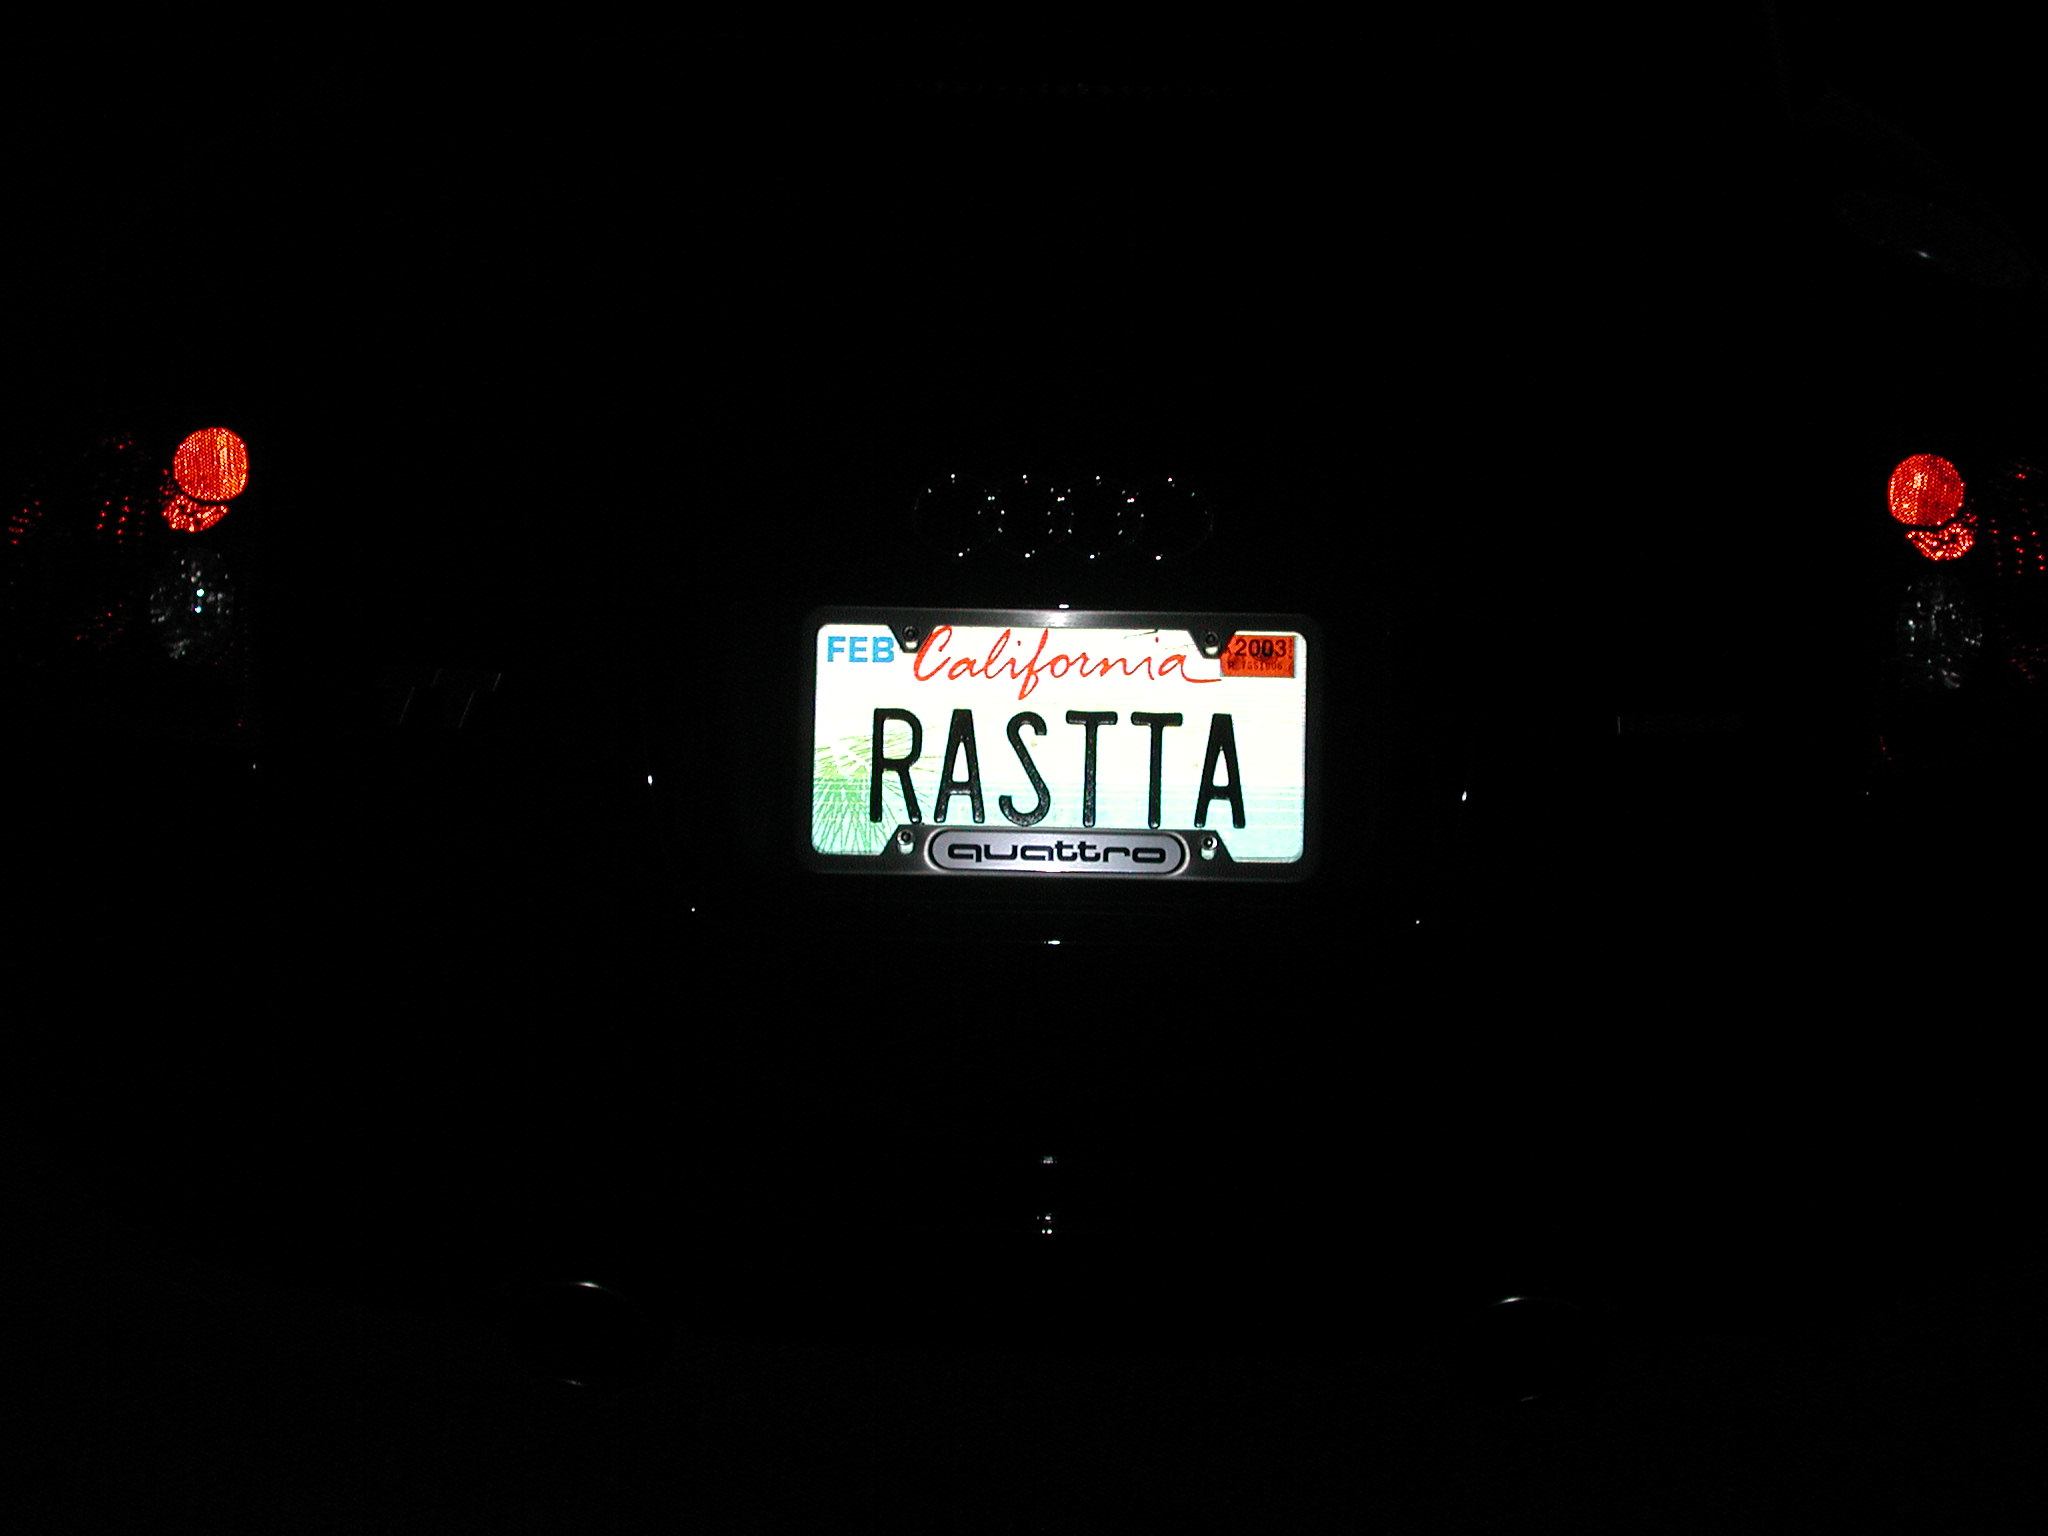 FEB California 2003
RASTTA
quattro